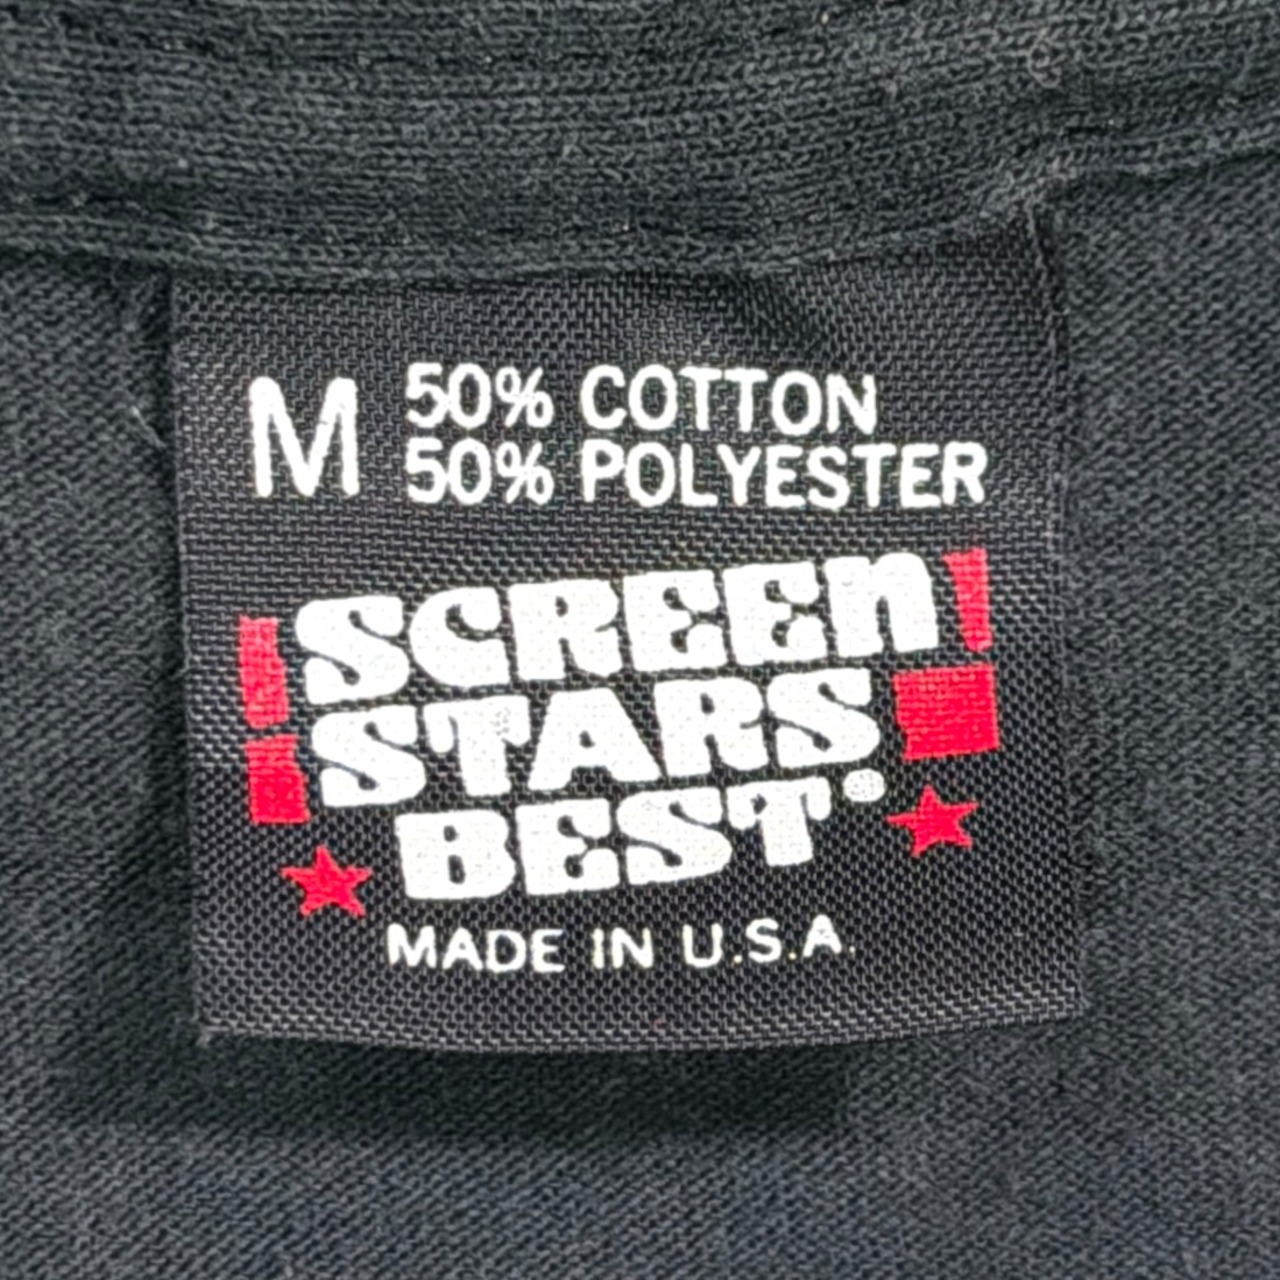 M 50% COTTON
50% POLYESTER
SCREEN
STARS
BEST
MADE IN U.S.A.